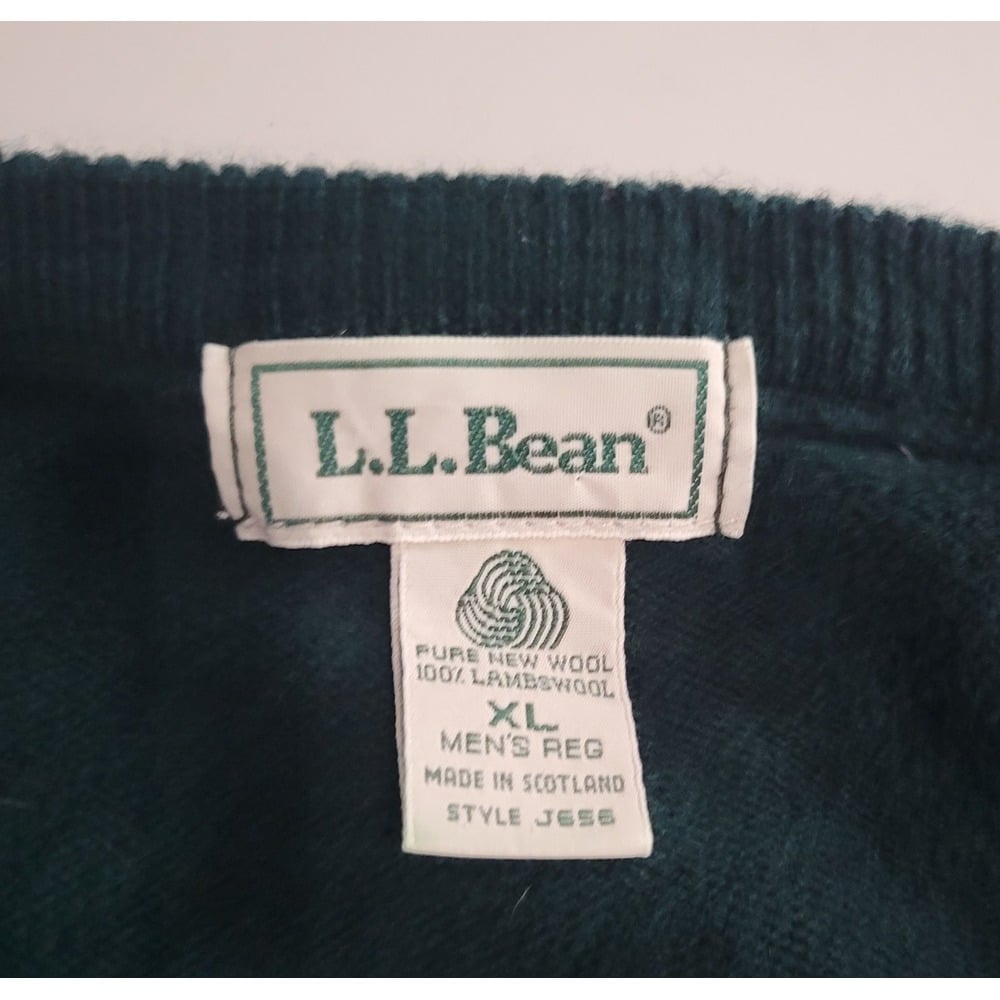 L.L.Bean®
PURE NEW WOOL
100% LAMBSWOOL
XL
MEN'S REG
MADE IN SCOTLAND
STYLE J656